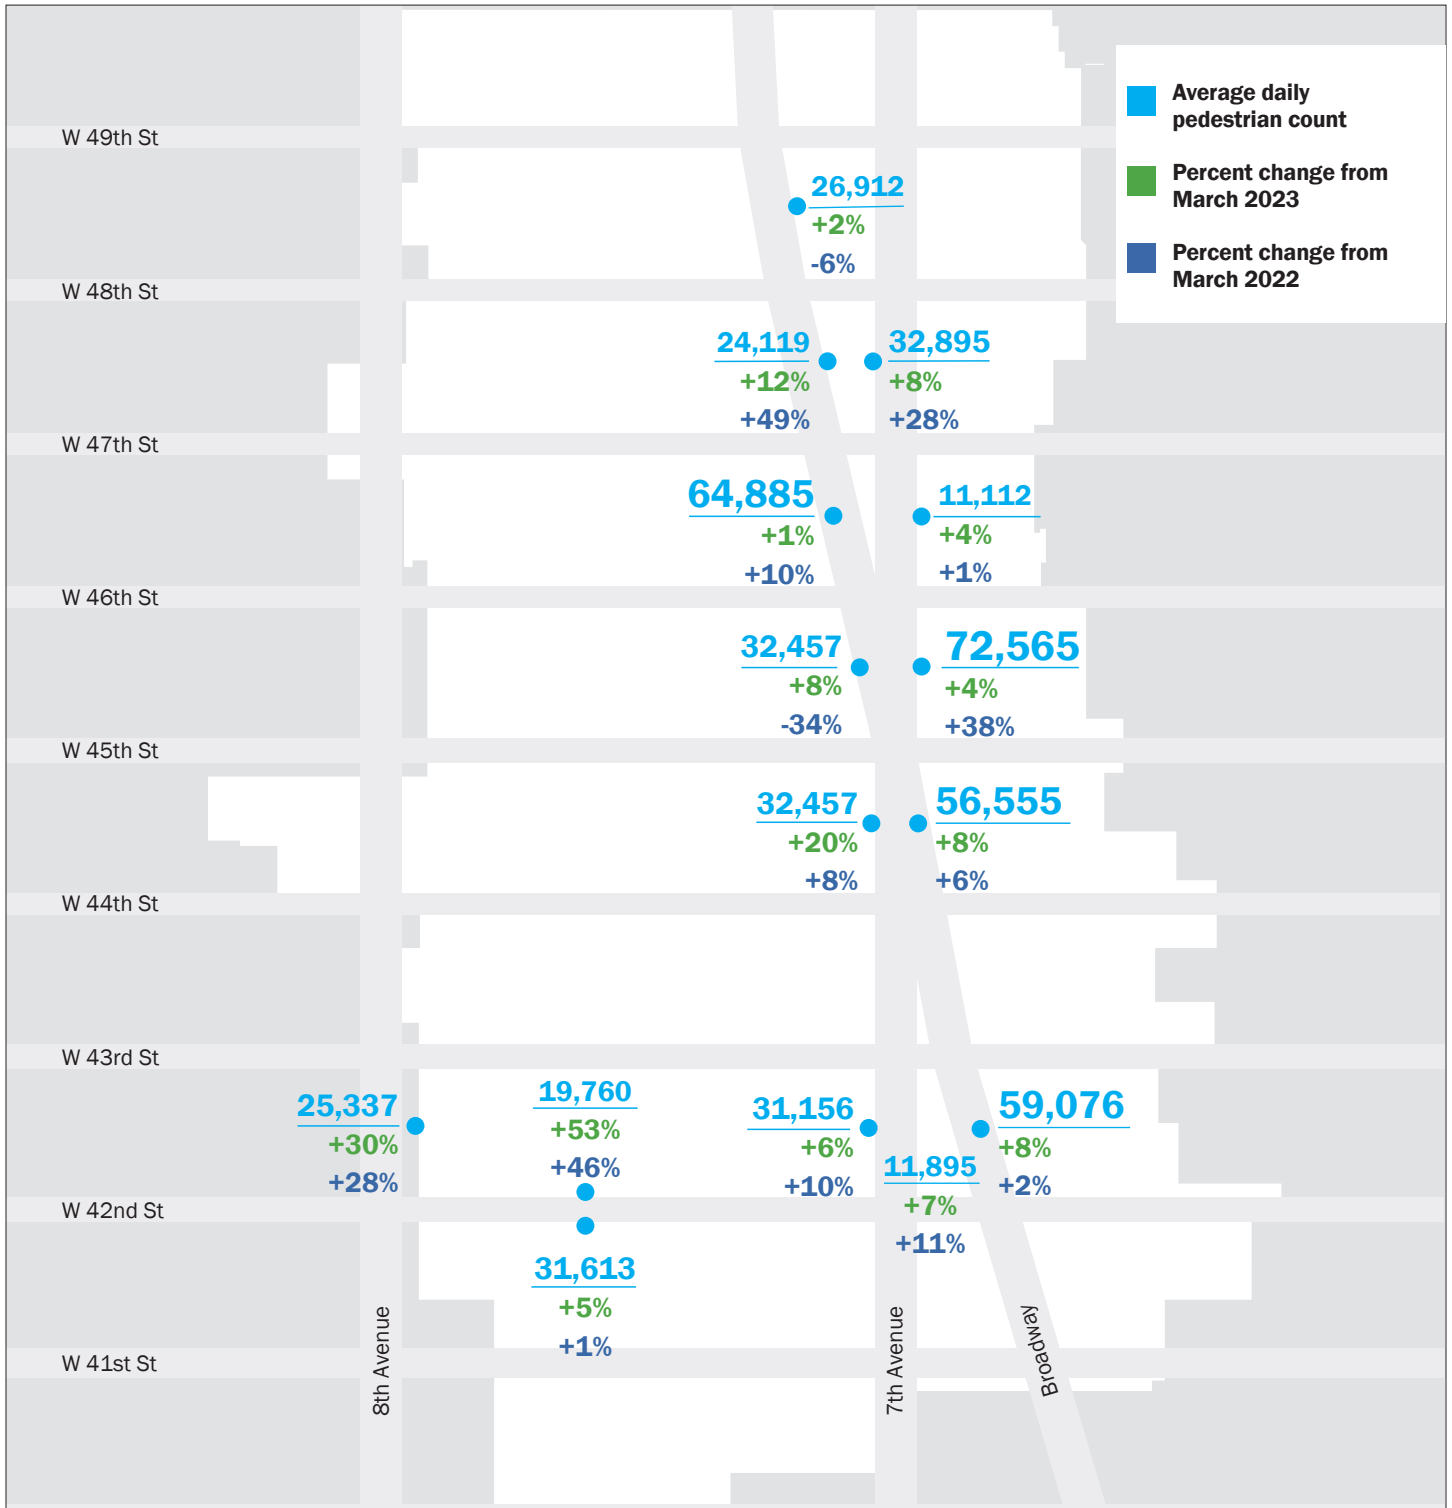 Average daily
pedestrian count
Percent change from
March 2023
Percent change from
March 2022
W 49th St
26,912
+2%
-6%
W 48th St
24,119
+12%
+49%
32,895
+8%
+28%
W 47th St
64,885
+1%
+10%
11,112
+4%
+1%
W 46th St
32,457
+8%
-34%
72,565
+4%
+38%
W 45th St
32,457
+20%
+8%
56,555
+8%
+6%
W 44th St
W 43rd St
25,337
+30%
+28%
19,760
+53%
+46%
31,156
+6%
+10%
11,895
+7%
+11%
59,076
+8%
+2%
W 42nd St
31,613
+5%
+1%
W 41st St
8th Avenue
7th Avenue
Broadway